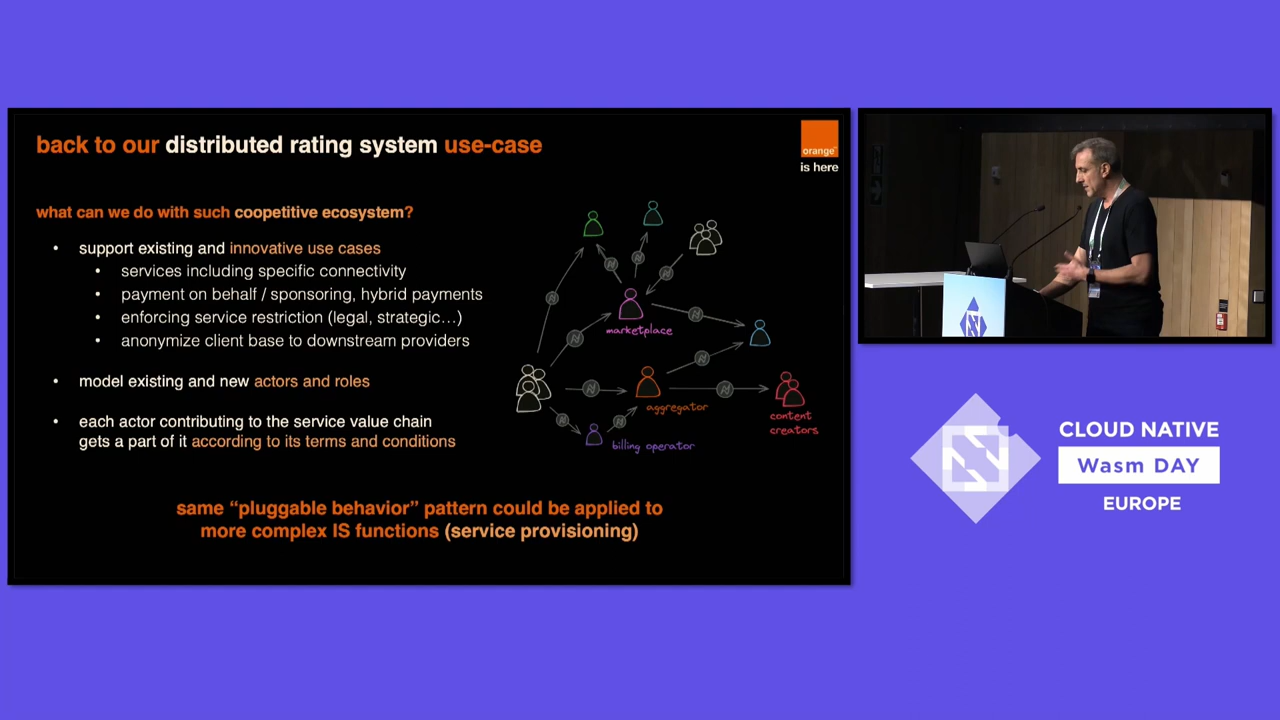 back to our distributed rating system use-case
orange
is here
what can we do with such coopetitive ecosystem?
• support existing and innovative use cases
• services including specific connectivity
• payment on behalf / sponsoring, hybrid payments
• enforcing service restriction (legal, strategic…)
• anonymize client base to downstream providers
• model existing and new actors and roles
• each actor contributing to the service value chain
gets a part of it according to its terms and conditions
marketplace
aggregator
content
creators
billing operator
same “pluggable behavior” pattern could be applied to
more complex IS functions (service provisioning)
CLOUD NATIVE
Wasm DAY
EUROPE